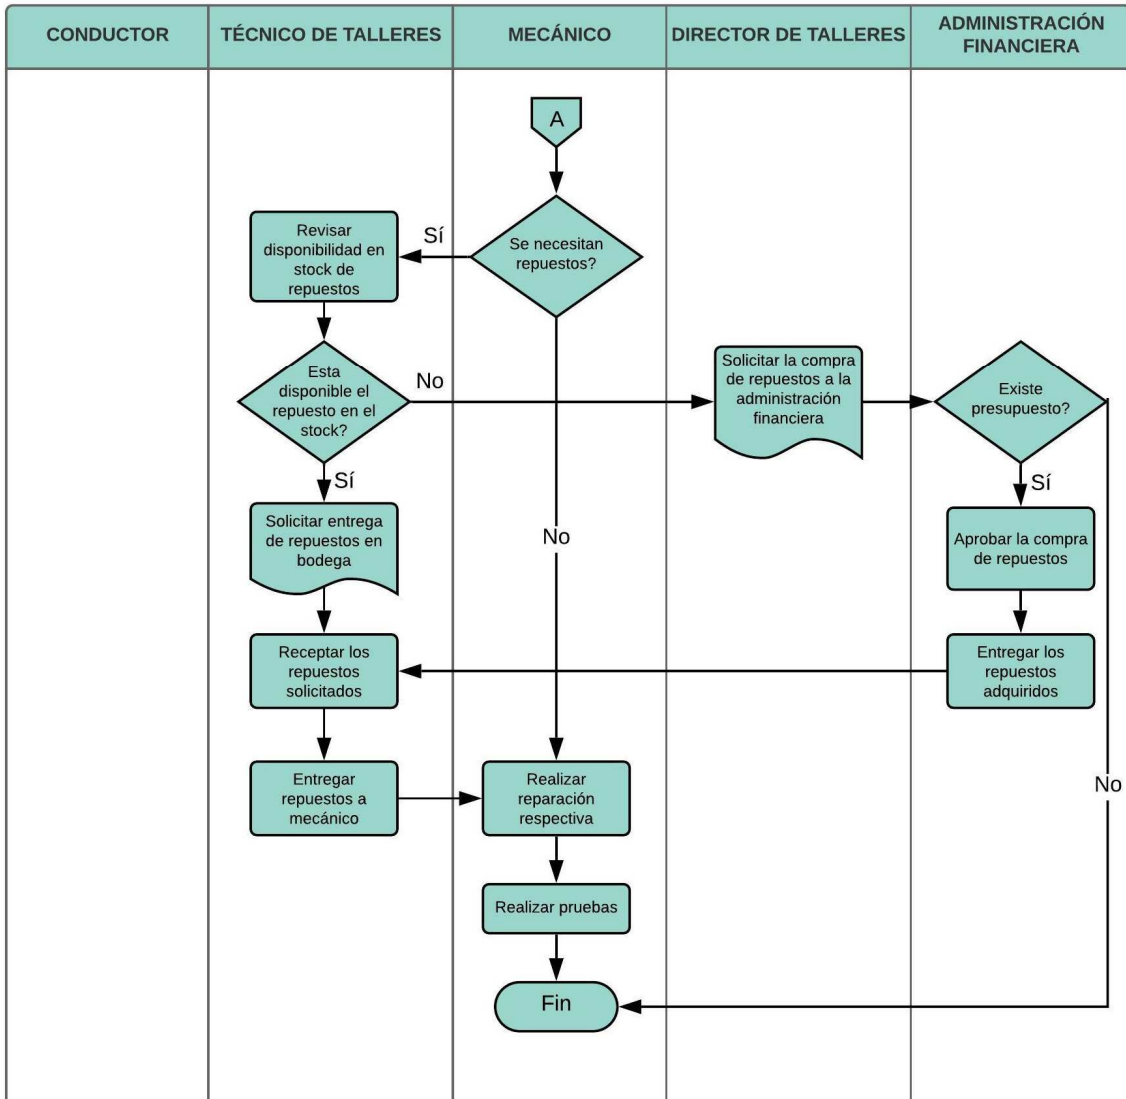 CONDUCTOR
TÉCNICO DE TALLERES
MECÁNICO
DIRECTOR DE TALLERES
ADMINISTRACIÓN
FINANCIERA
A
Se necesitan
repuestos?
Sí
Revisar
disponibilidad en
stock de
repuestos
Esta
disponible el
repuesto en el
stock?
No
Solicitar la compra
de repuestos a la
administración
financiera
Existe
presupuesto?
Sí
Sí
Solicitar entrega
de repuestos en
bodega
No
Aprobar la compra
de repuestos
Receptar los
repuestos
solicitados
Entregar los
repuestos
adquiridos
Entregar
repuestos a
mecánico
Realizar
reparación
respectiva
No
Realizar pruebas
Fin